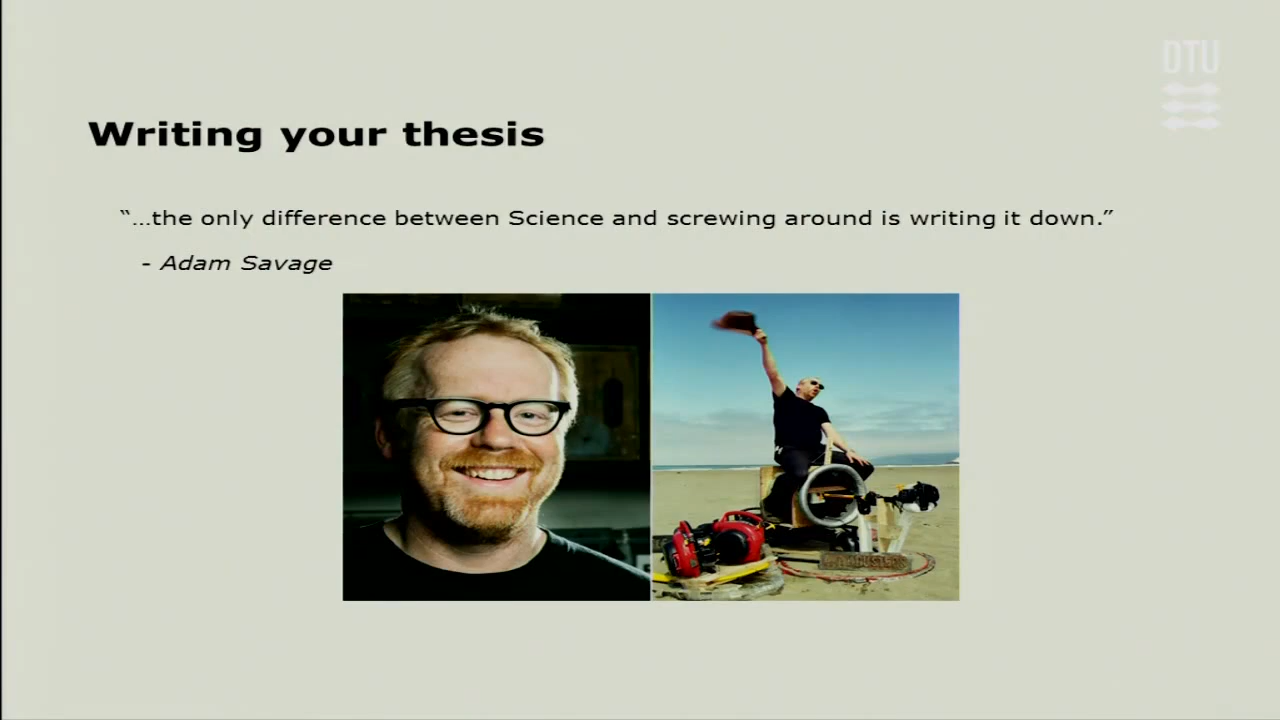 DTU
Writing your thesis
“...the only difference between Science and screwing around is writing it down.”
- Adam Savage